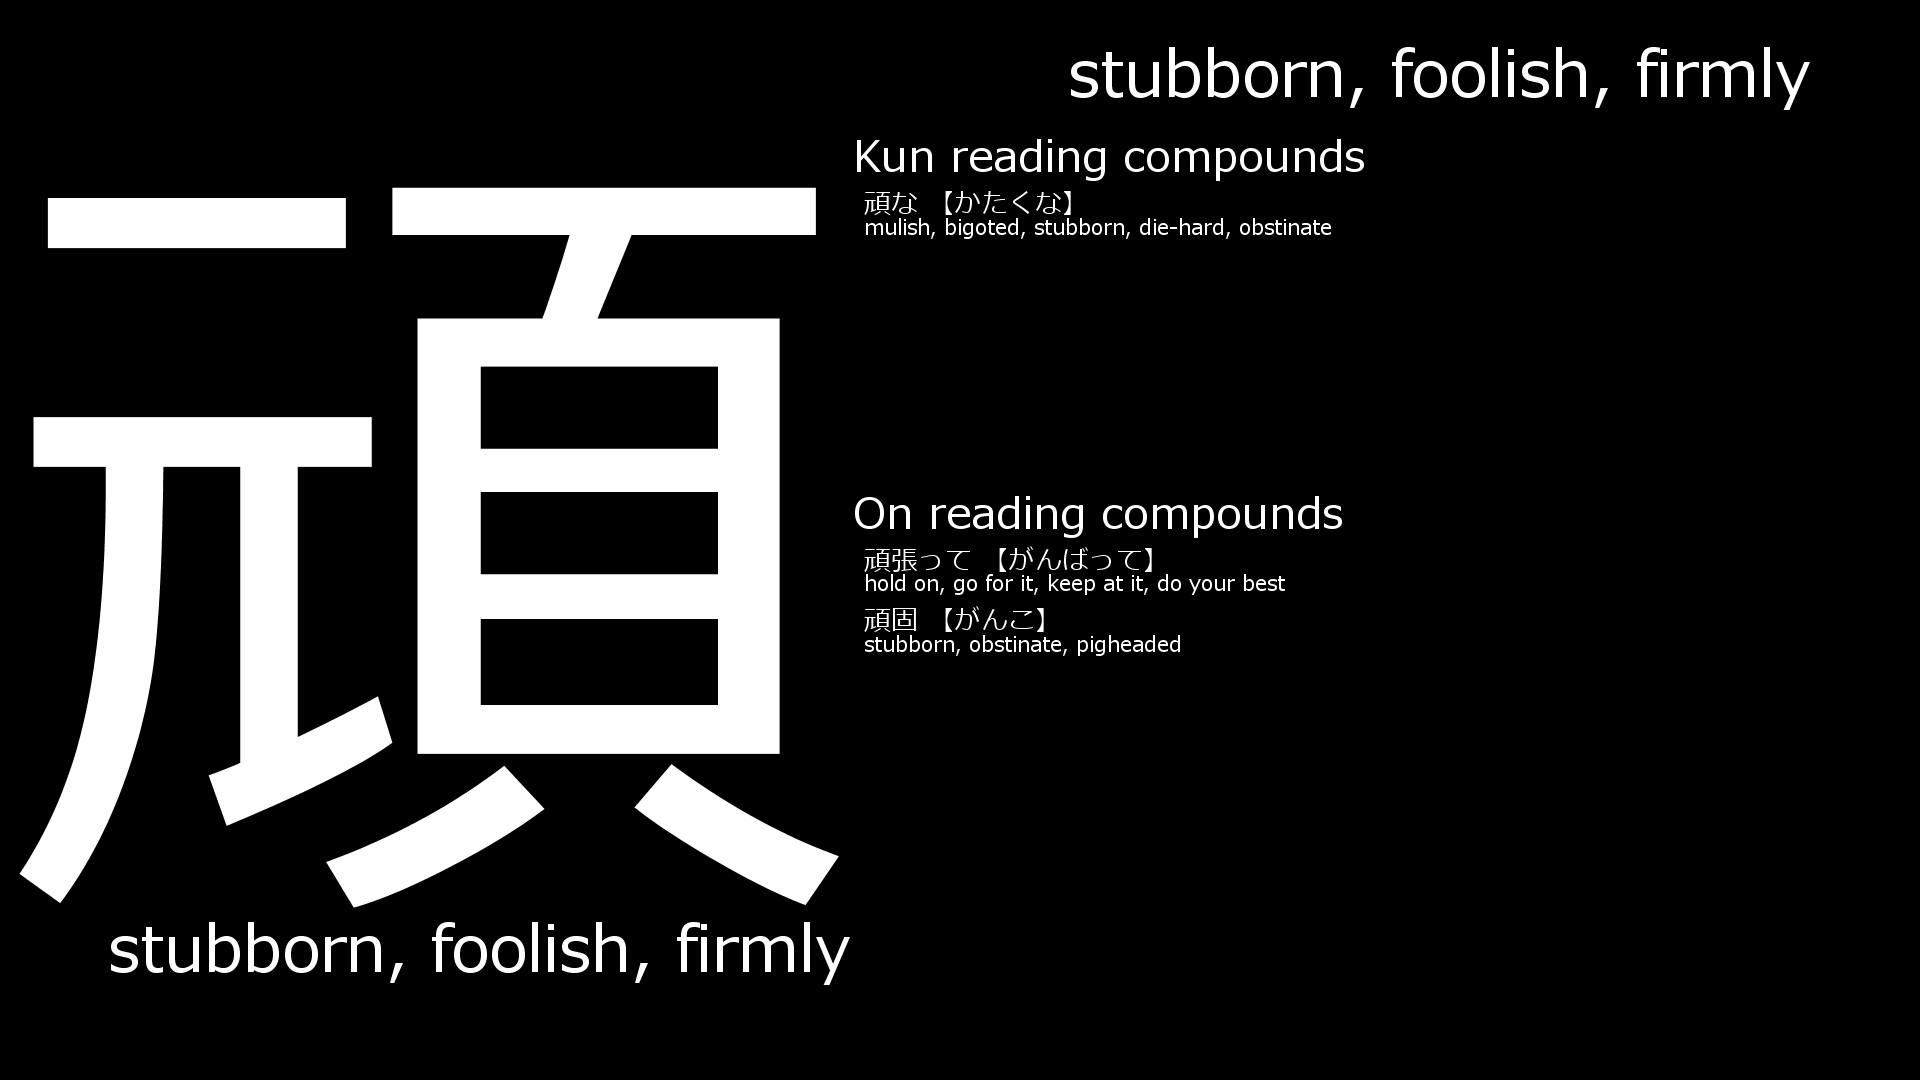 stubborn, foolish, firmly
頑
Kun reading compounds
頑な 【かたくな】
mulish, bigoted, stubborn, die-hard, obstinate
On reading compounds
頑張って 【がんばって】
hold on, go for it, keep at it, do your best
頑固 【がんこ】
stubborn, obstinate, pigheaded
stubborn, foolish, firmly